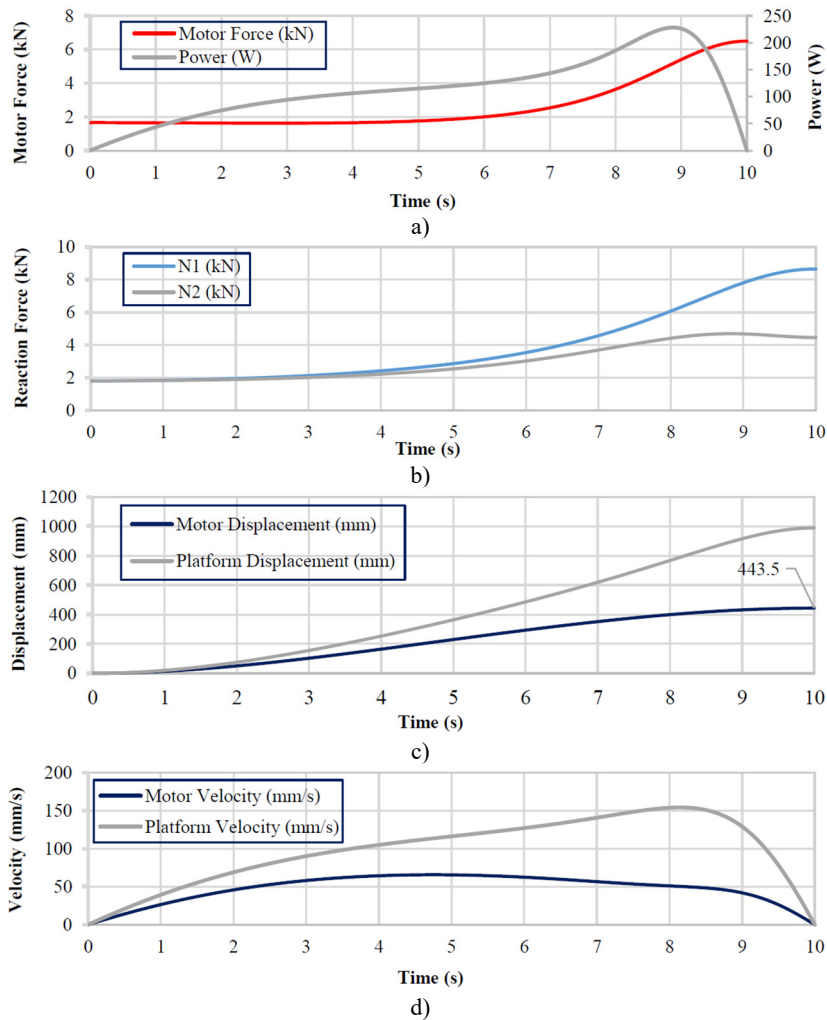 Motor Force (kN)
8
6
4
2
0
Motor Force (kN)
Power (W)
250
200
150
100
50
0
Power (W)
0 1 2 3 4 5 6 7 8 9 10
Time (s)
a)
Reaction Force (kN)
10
8
6
4
2
0
N1 (kN)
N2 (kN)
0 1 2 3 4 5 6 7 8 9 10
Time (s)
b)
Displacement (mm)
1200
1000
800
600
400
200
0
Motor Displacement (mm)
Platform Displacement (mm)
443.5
0 1 2 3 4 5 6 7 8 9 10
Time (s)
c)
Velocity (mm/s)
200
150
100
50
0
Motor Velocity (mm/s)
Platform Velocity (mm/s)
0 1 2 3 4 5 6 7 8 9 10
Time (s)
d)